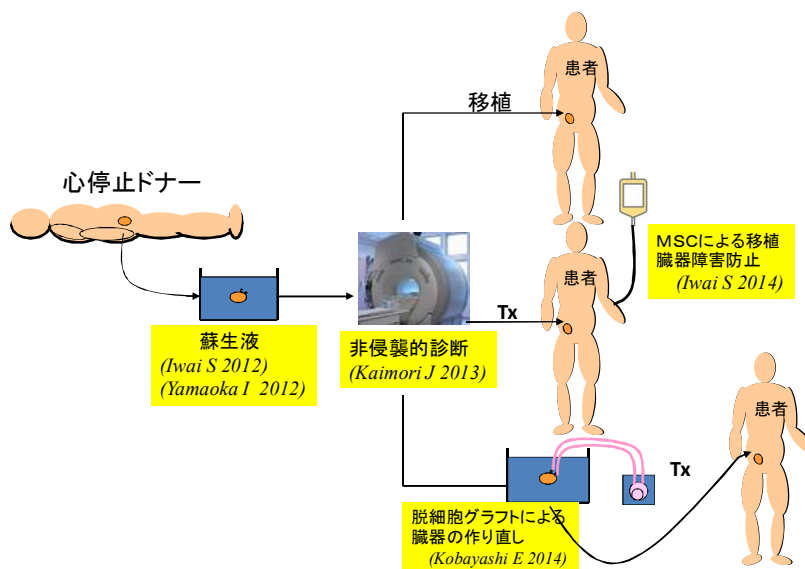 患者
移植
心停止ドナー
MSCによる移植
臓器障害防止
(Iwai S 2014)
患者
Tx
蘇生液
(Iwai S 2012)
(Yamaoka I 2012)
非侵襲的診断
(Kaimori J 2013)
患者
Tx
脱細胞グラフトによる
臓器の作り直し
(Kobayashi E 2014)